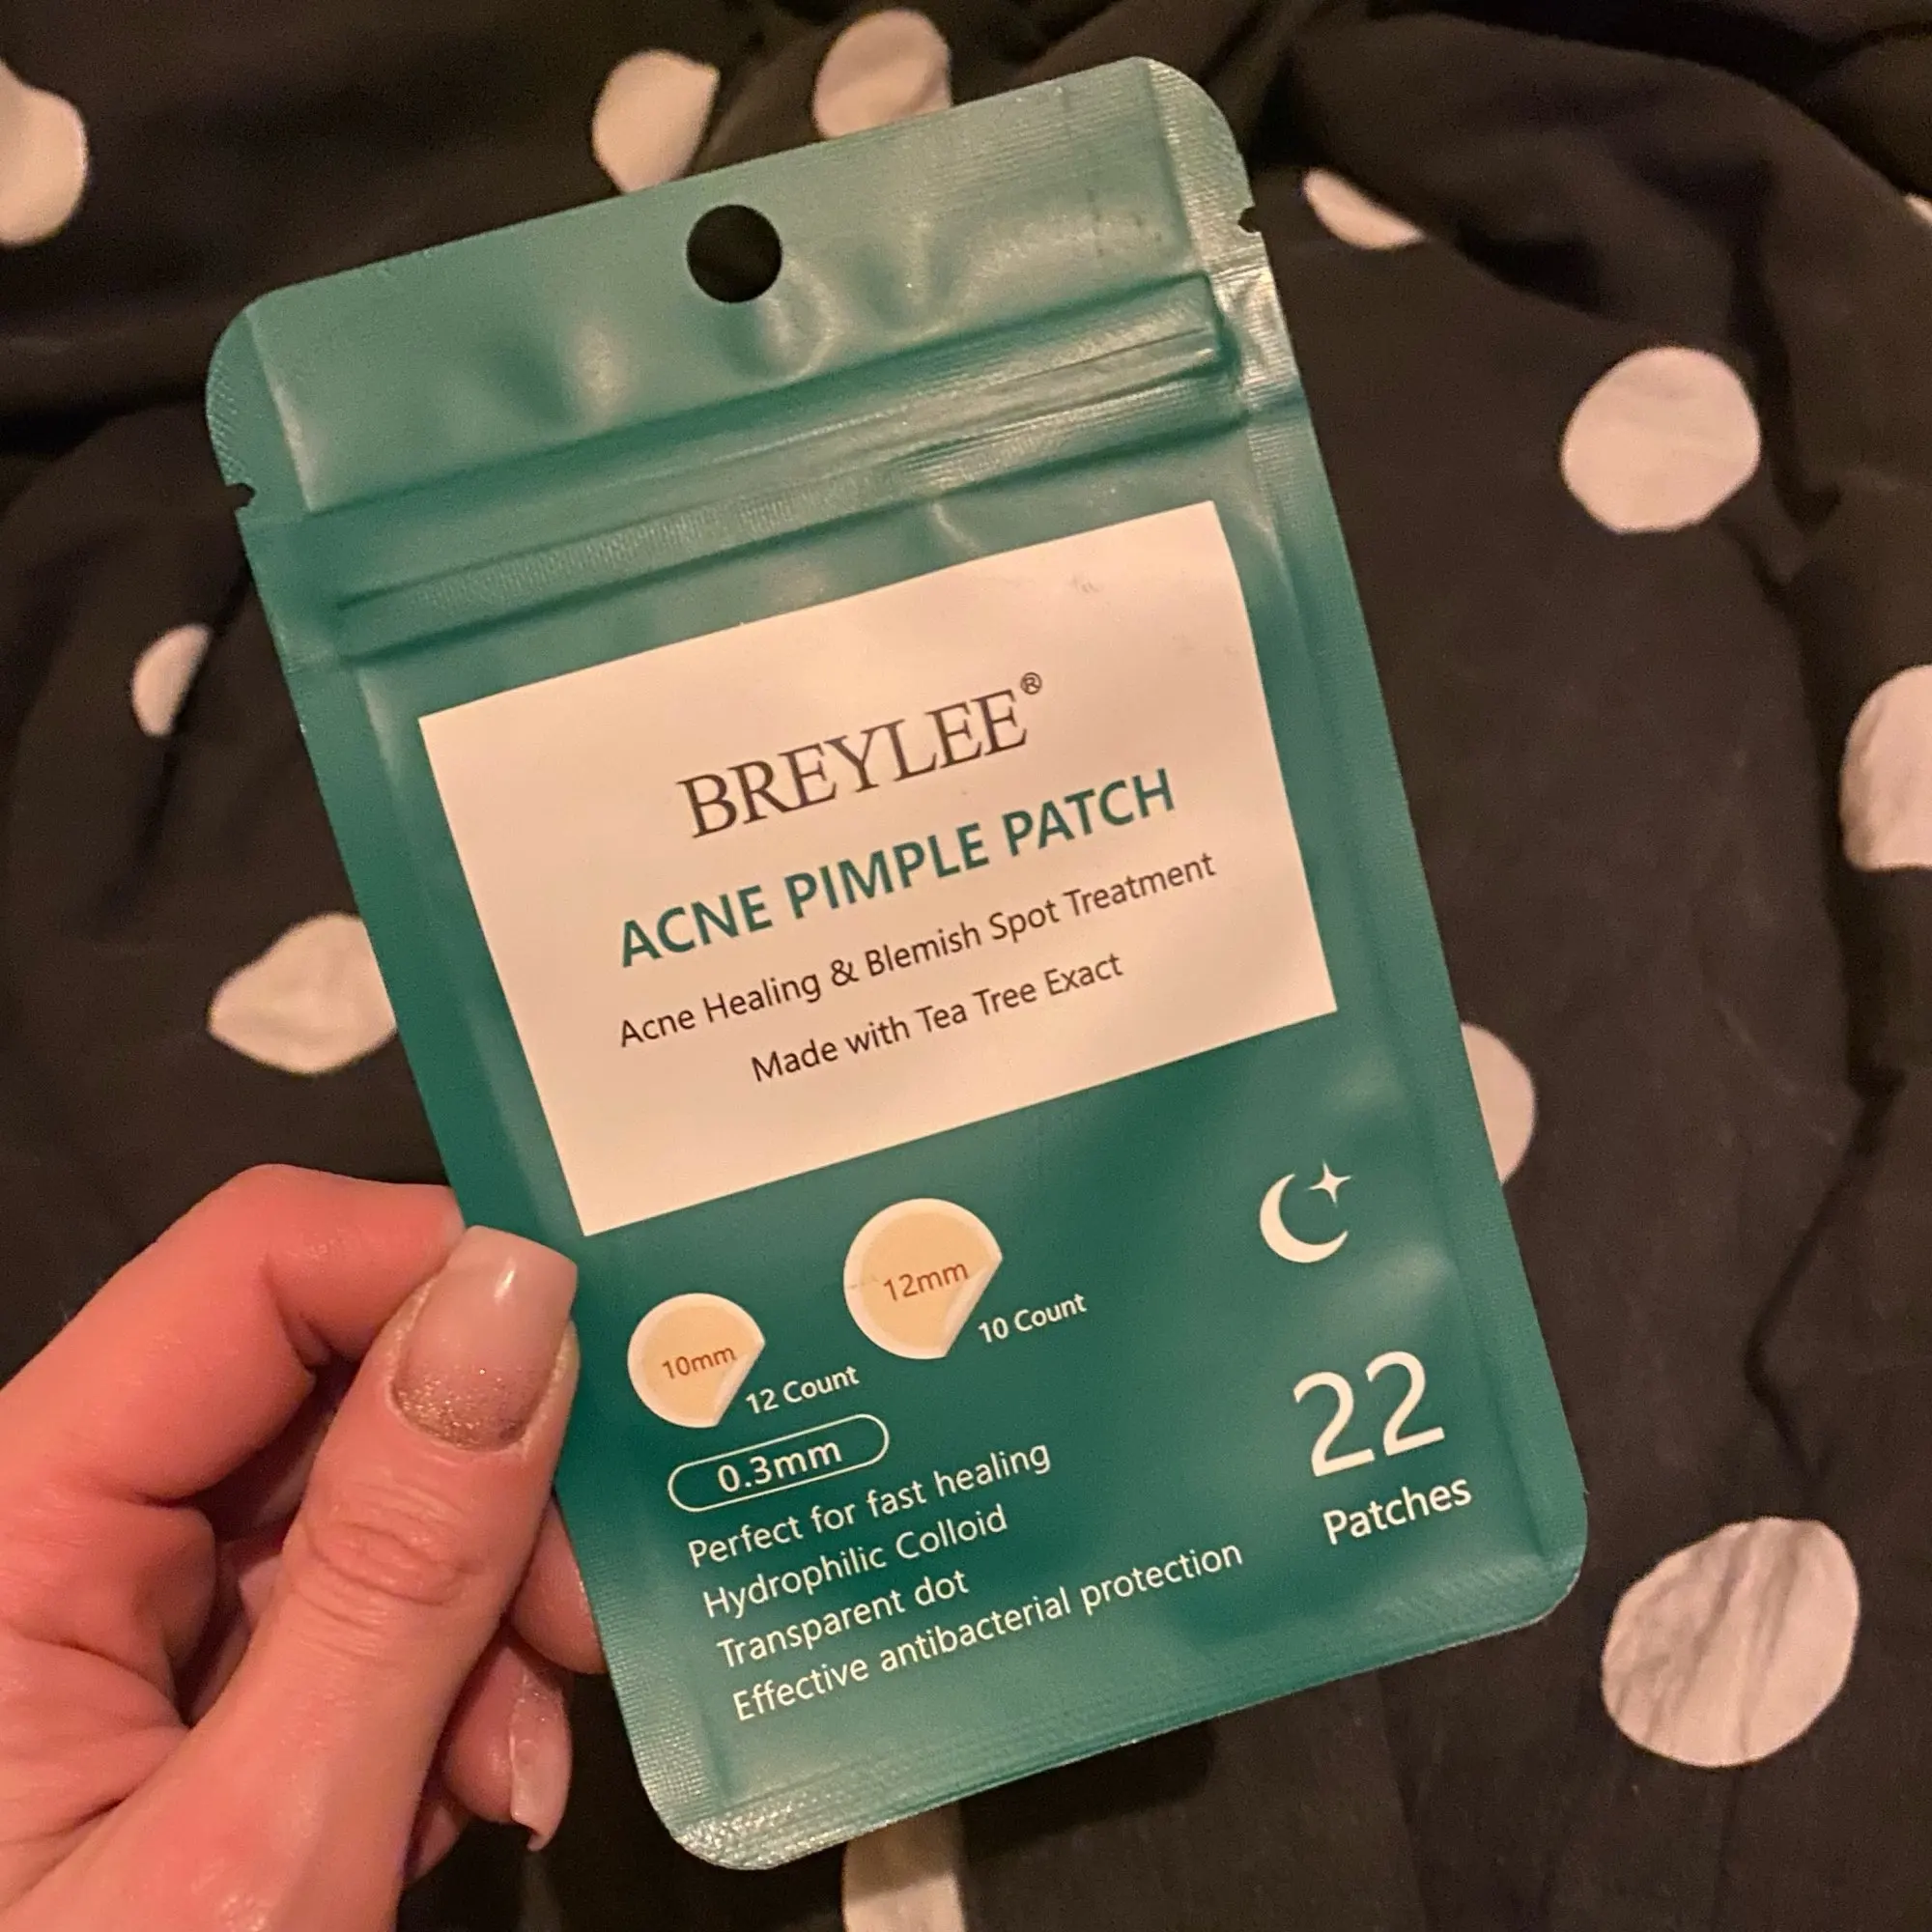 BREYLEE®
ACNE PIMPLE PATCH
Acne Healing & Blemish Spot Treatment
Made with Tea Tree Exact
10mm
12 Count
12mm
10 Count
0.3mm
Perfect for fast healing
Hydrophilic Colloid
Transparent dot
Effective antibacterial protection
22
Patches